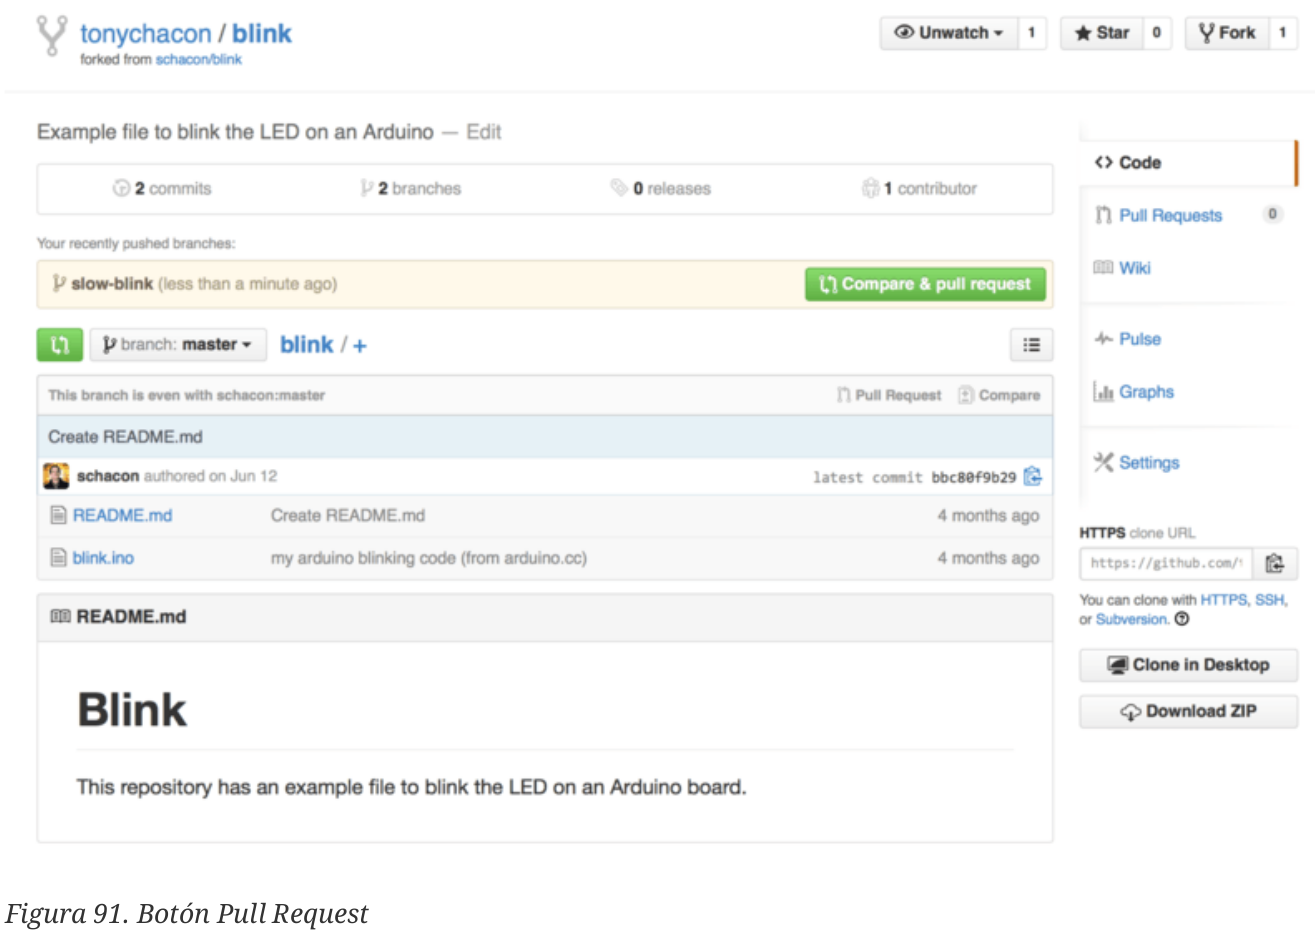 tonychacon / blink
forked from schacon/blink
Unwatch 1 Star 0 Fork 1
Example file to blink the LED on an Arduino — Edit
2 commits 2 branches 0 releases 1 contributor
Your recently pushed branches:
slow-blink (less than a minute ago) Compare & pull request
branch: master blink / +
This branch is even with schacon:master Pull Request Compare
Create README.md
schacon authored on Jun 12 latest commit bbc80f9b29
README.md Create README.md 4 months ago
blink.ino my arduino blinking code (from arduino.cc) 4 months ago
README.md
Blink
This repository has an example file to blink the LED on an Arduino board.
Code
Pull Requests 0
Wiki
Pulse
Graphs
Settings
HTTPS clone URL
https://github.com/
You can clone with HTTPS, SSH,
or Subversion.
Clone in Desktop
Download ZIP
Figura 91. Botón Pull Request